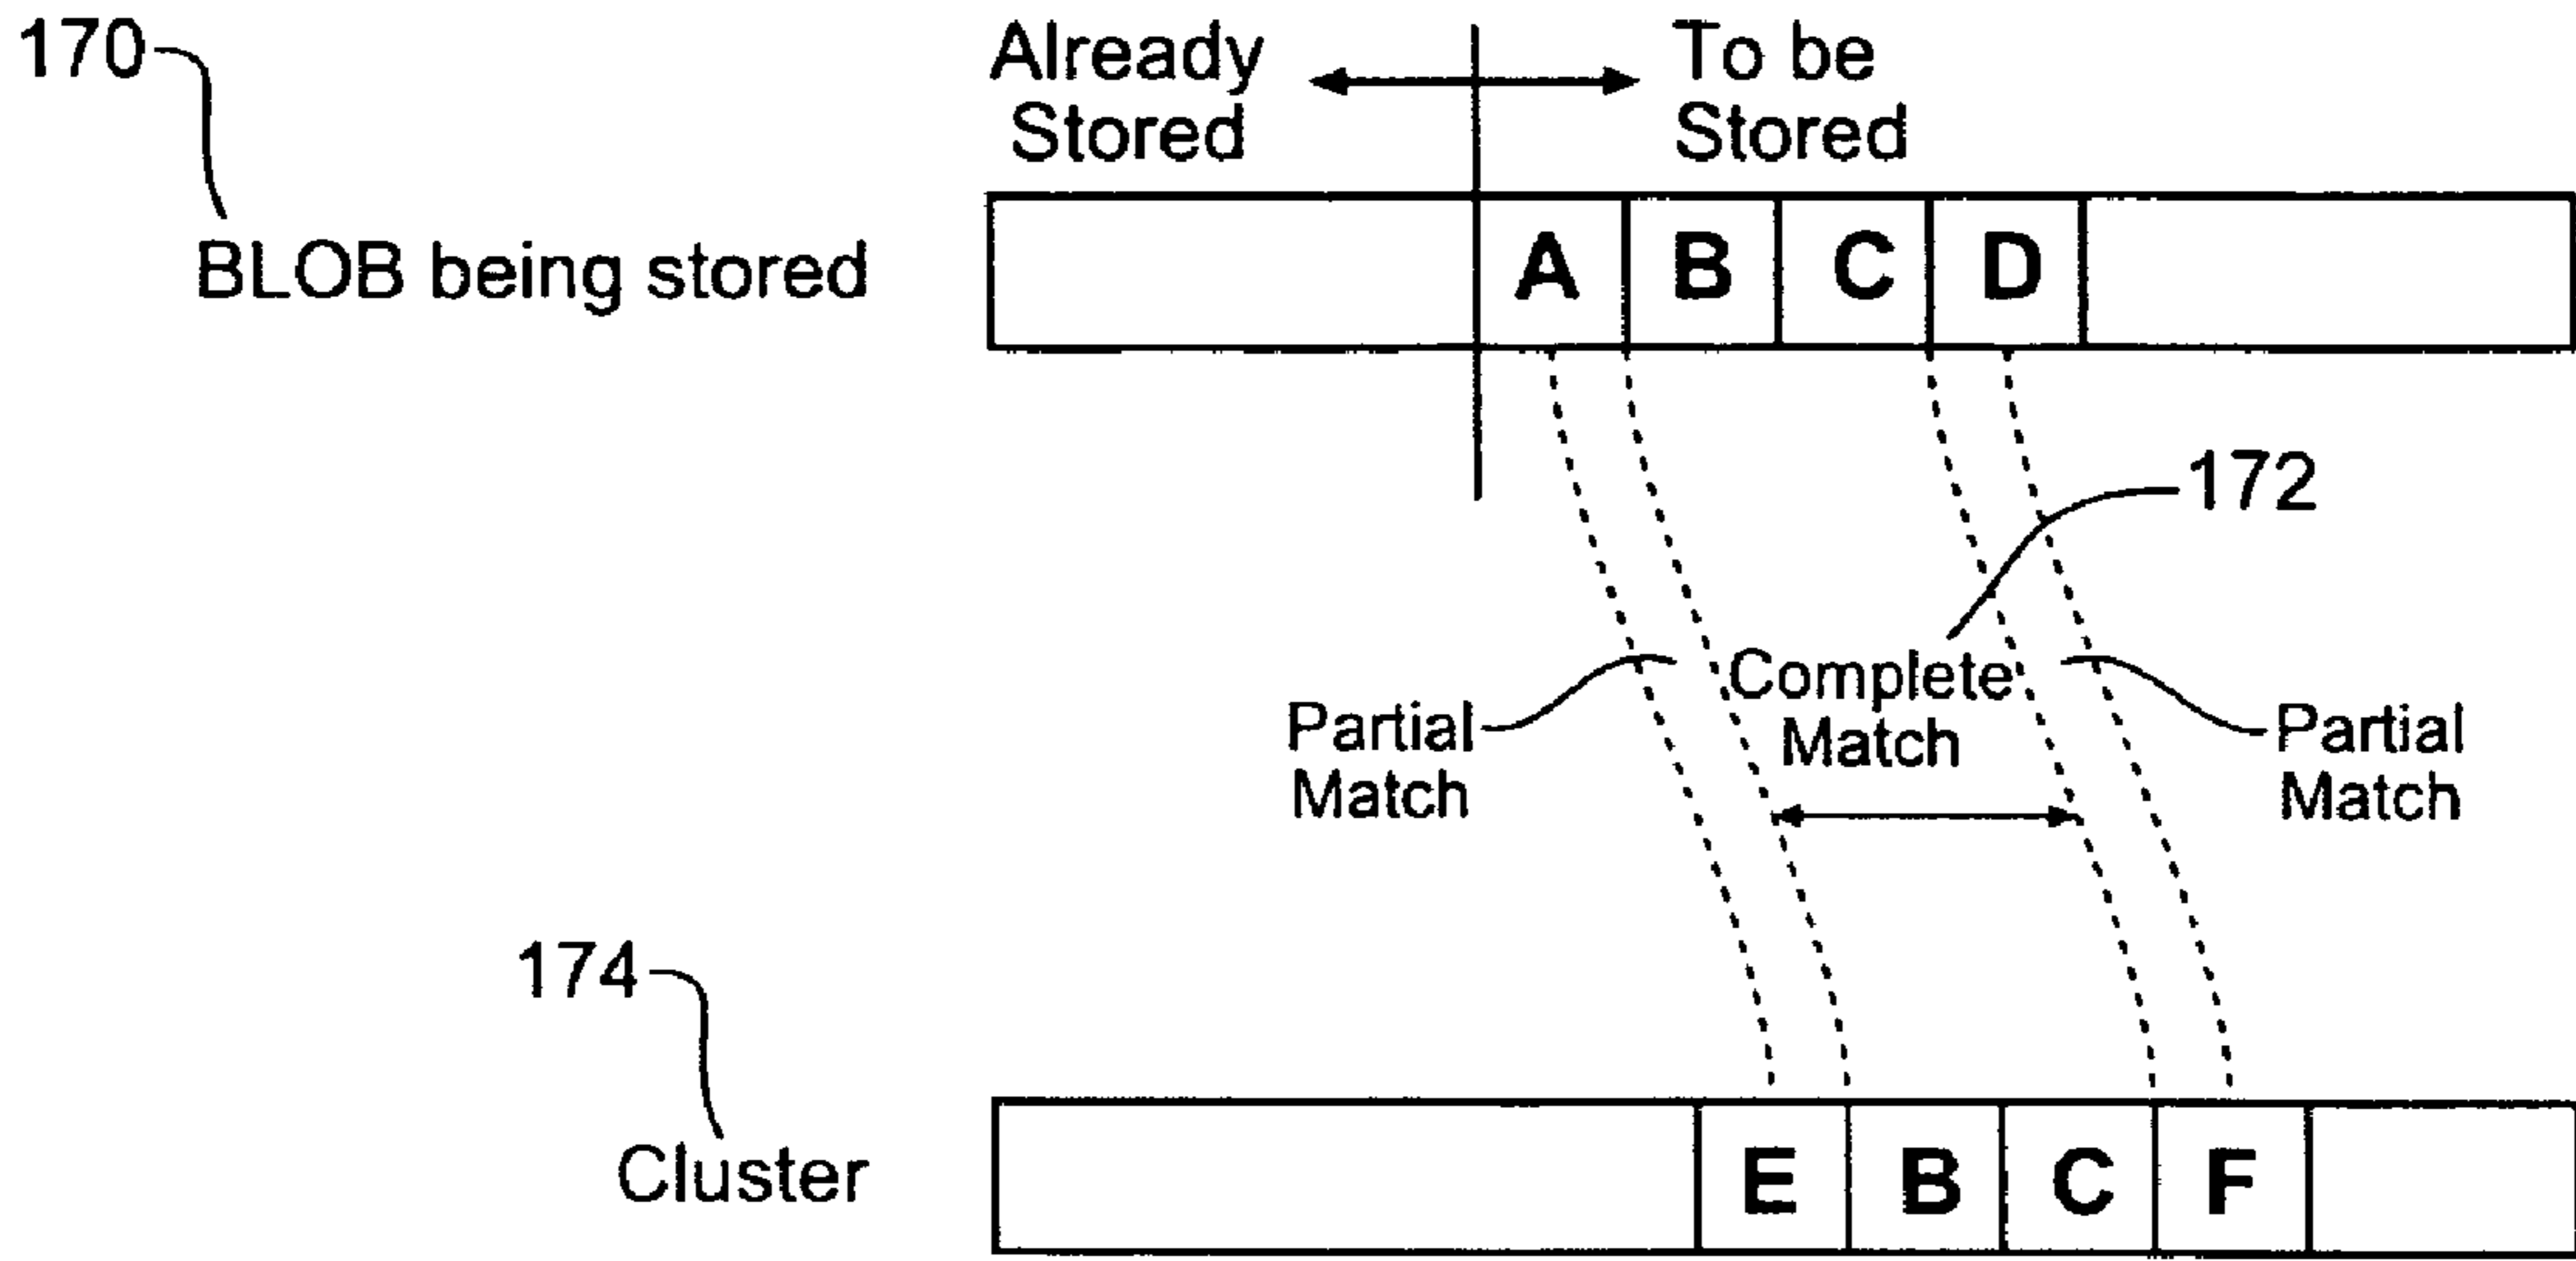 170
Already
Stored
To be
Stored
BLOB being stored
A B C D
172
Complete
Match
Partial
Match
Partial
Match
174
Cluster
E B C F